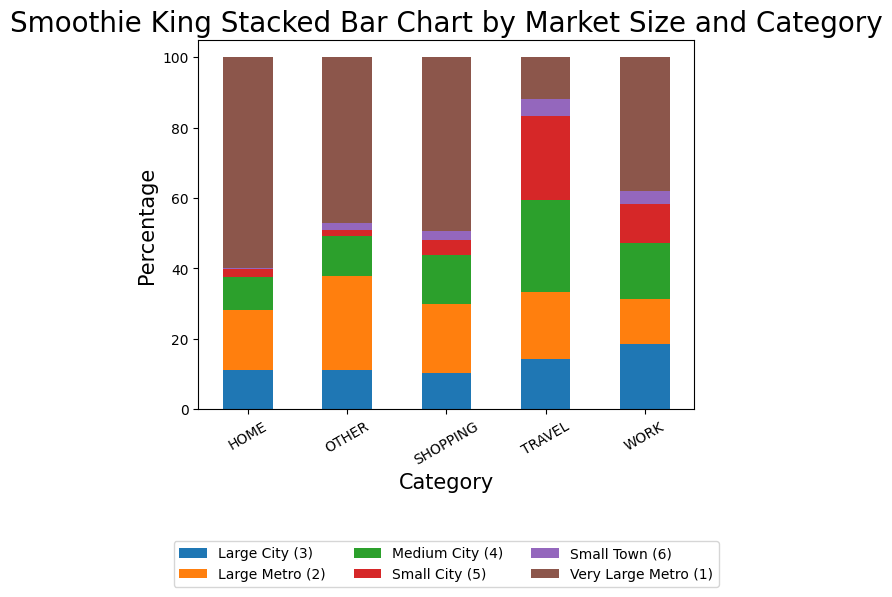 Smoothie King Stacked Bar Chart by Market Size and Category
100
80
60
40
20
0
Percentage
HOME
OTHER
SHOPPING
TRAVEL
WORK
Category
Large City (3)
Medium City (4)
Small Town (6)
Large Metro (2)
Small City (5)
Very Large Metro (1)